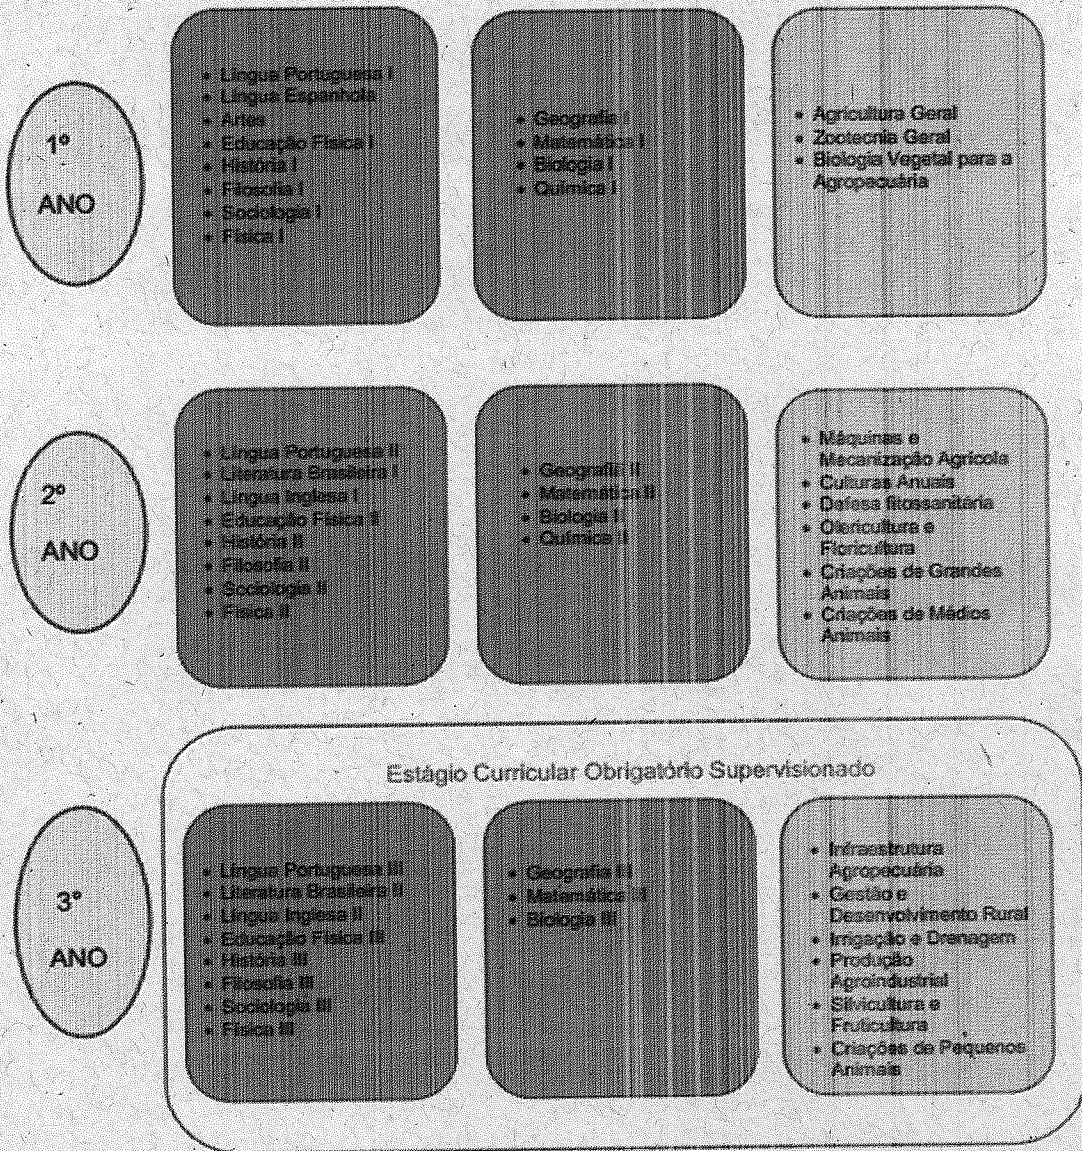 1º
ANO
• Língua Portuguesa I
• Língua Espanhola
• Artes
• Educação Física I
• História I
• Filosofia I
• Sociologia I
• Física I
• Geografia I
• Matemática I
• Biologia I
• Química I
• Agricultura Geral
• Zootecnia Geral
• Biologia Vegetal para a
Agropecuária
2º
ANO
• Língua Portuguesa II
• Literatura Brasileira I
• Língua Inglesa I
• Educação Física II
• História II
• Filosofia II
• Sociologia II
• Física II
• Geografia II
• Matemática II
• Biologia II
• Química II
• Máquinas e
Mecanização Agrícola
• Culturas Anuais
• Defesa fitossanitária
• Olericultura e
Floricultura
• Criações de Grandes
Animais
• Criações de Médios
Animais
Estágio Curricular Obrigatório Supervisionado
3º
ANO
• Língua Portuguesa III
• Literatura Brasileira II
• Língua Inglesa II
• Educação Física III
• História III
• Filosofia III
• Sociologia III
• Física III
• Geografia III
• Matemática III
• Biologia III
• Infraestrutura
Agropecuária
• Gestão e
Desenvolvimento Rural
• Irrigação e Drenagem
• Produção
Agroindustrial
• Silvicultura e
Fruticultura
• Criações de Pequenos
Animais